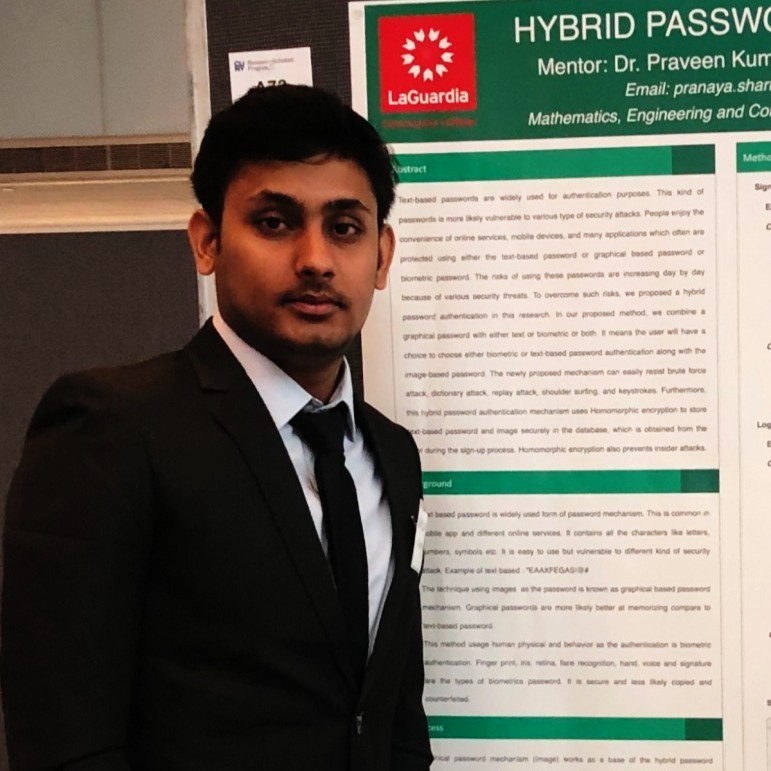 Research Scholars
Program
A73
LaGuardia
Community College
HYBRID PASSWO
Mentor: Dr. Praveen Kum
Email: pranaya.shar
Mathematics, Engineering and Co
bstract
Text-based passwords are widely used for authentication purposes. This kind of
passwords is more likely vulnerable to various type of security attacks. People enjoy the
convenience of online services, mobile devices, and many applications which often are
protected using either the text-based password or graphical based password or
biometric password. The risks of using these passwords are increasing day by day
because of various security threats. To overcome such risks, we proposed a hybrid
password authentication in this research. In our proposed method, we combine a
graphical password with either text or biometric or both. It means the user will have a
choice to choose either biometric or text-based password authentication along with the
image-based password. The newly proposed mechanism can easily resist brute force
attack, dictionary attack, replay attack, shoulder surfing, and keystrokes. Furthermore,
this hybrid password authentication mechanism uses Homomorphic encryption to store
text-based password and image securely in the database, which is obtained from the
r during the sign-up process. Homomorphic encryption also prevents insider attacks.
ground
xt based password is widely used form of password mechanism. This is common in
obile app and different online services. It contains all the characters like letters,
umbers, symbols etc. It is easy to use but vulnerable to different kind of security
attack. Example of text based :
The technique using images as the password is known as graphical based password
mechanism. Graphical passwords are more likely better at memorizing compare to
text-based password.
This method usage human physical and behavior as the authentication is biometric
authentication. Finger print, iris, retina, face recognition, hand, voice and signature
are the types of biometrics password. It is secure and less likely copied and
counterfeited.
cess
hical password mechanism (image) works as a base of the hybrid password
Metho
Sign
Log